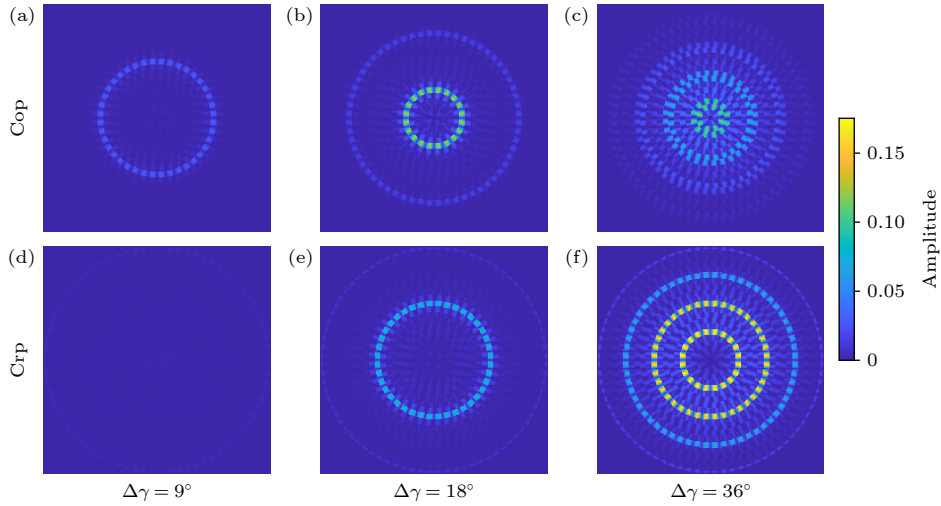 (a)
(b)
(c)
Cop
(d)
(e)
(f)
Crp
0.15
0.10
0.05
0
Amplitude
Δγ = 9°
Δγ = 18°
Δγ = 36°